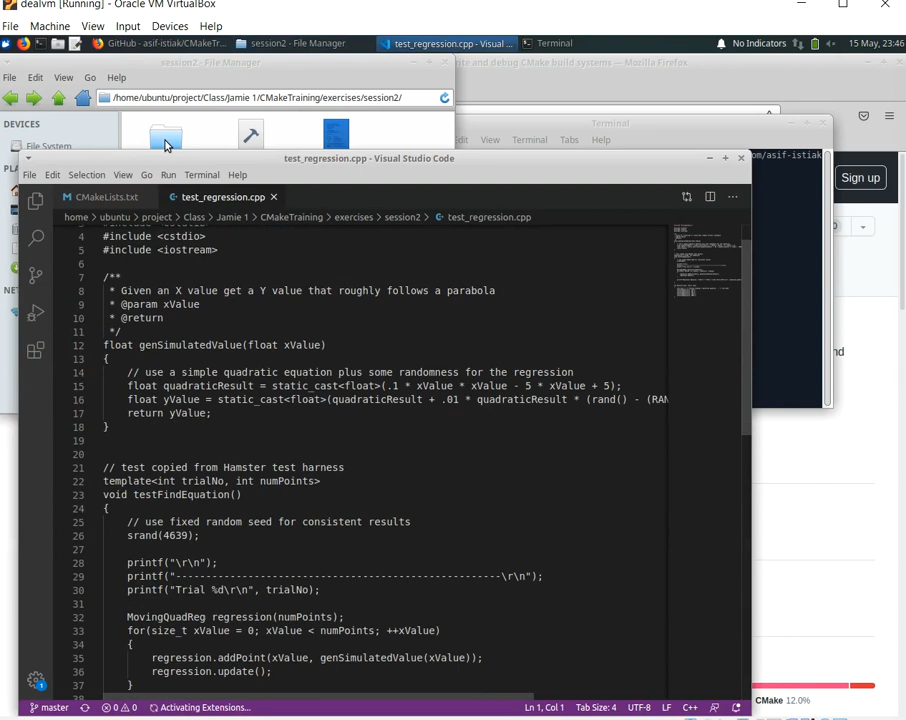 dealvm [Running] - Oracle VM VirtualBox
File Machine View Input Devices Help
GitHub - asif-istiak/CMakeTr... session2 - File Manager test_regression.cpp - Visual ... Terminal No Indicators 15 May, 23:46
session2 - File Manager
rite and debug CMake build systems — Mozilla Firefox
File Edit View Go Help
/home/ubuntu/project/Class/Jamie 1/CMakeTraining/exercises/session2/
DEVICES
File System
Terminal
Edit View Terminal Tabs Help
om/asif-istiak
Sign up
test_regression.cpp - Visual Studio Code
File Edit Selection View Go Run Terminal Help
CMakeLists.txt test_regression.cpp
home > ubuntu > project > Class > Jamie 1 > CMakeTraining > exercises > session2 > test_regression.cpp
4 #include <cstdio>
5 #include <iostream>
6
7 /**
8 * Given an X value get a Y value that roughly follows a parabola
9 * @param xValue
10 * @return
11 */
12 float genSimulatedValue(float xValue)
13 {
14 // use a simple quadratic equation plus some randomness for the regression
15 float quadraticResult = static_cast<float>(.1 * xValue * xValue - 5 * xValue + 5);
16 float yValue = static_cast<float>(quadraticResult + .01 * quadraticResult * (rand() - (RAN
17 return yValue;
18 }
19
20
21 // test copied from Hamster test harness
22 template<int trialNo, int numPoints>
23 void testFindEquation()
24 {
25 // use fixed random seed for consistent results
26 srand(4639);
27
28 printf("\r\n");
29 printf("------------------------------------------------------\r\n");
30 printf("Trial %d\r\n", trialNo);
31
32 MovingQuadReg regression(numPoints);
33 for(size_t xValue = 0; xValue < numPoints; ++xValue)
34 {
35 regression.addPoint(xValue, genSimulatedValue(xValue));
36 regression.update();
37 }
nd
CMake 12.0%
master 0 0 Activating Extensions... Ln 1, Col 1 Tab Size: 4 UTF-8 LF C++